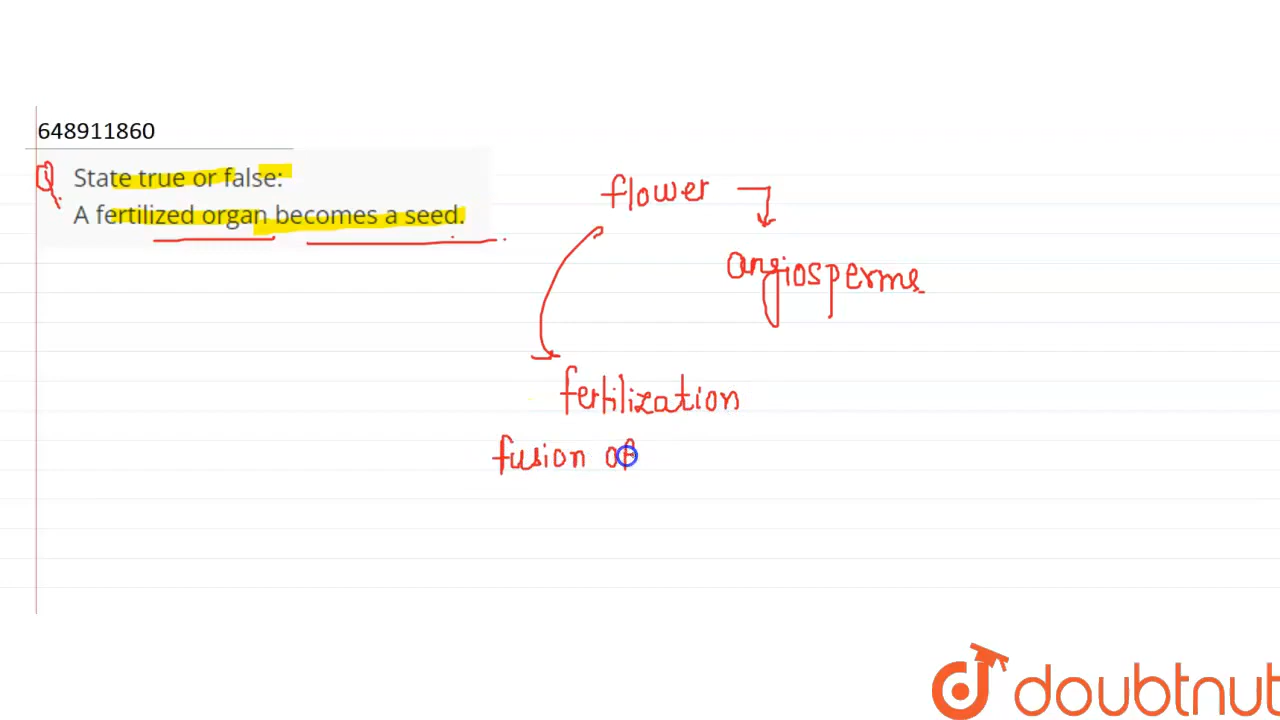 648911860
Q. State true or false:
A fertilized organ becomes a seed.
flower
angiosperms
fertilization
fusion of
doubtnut